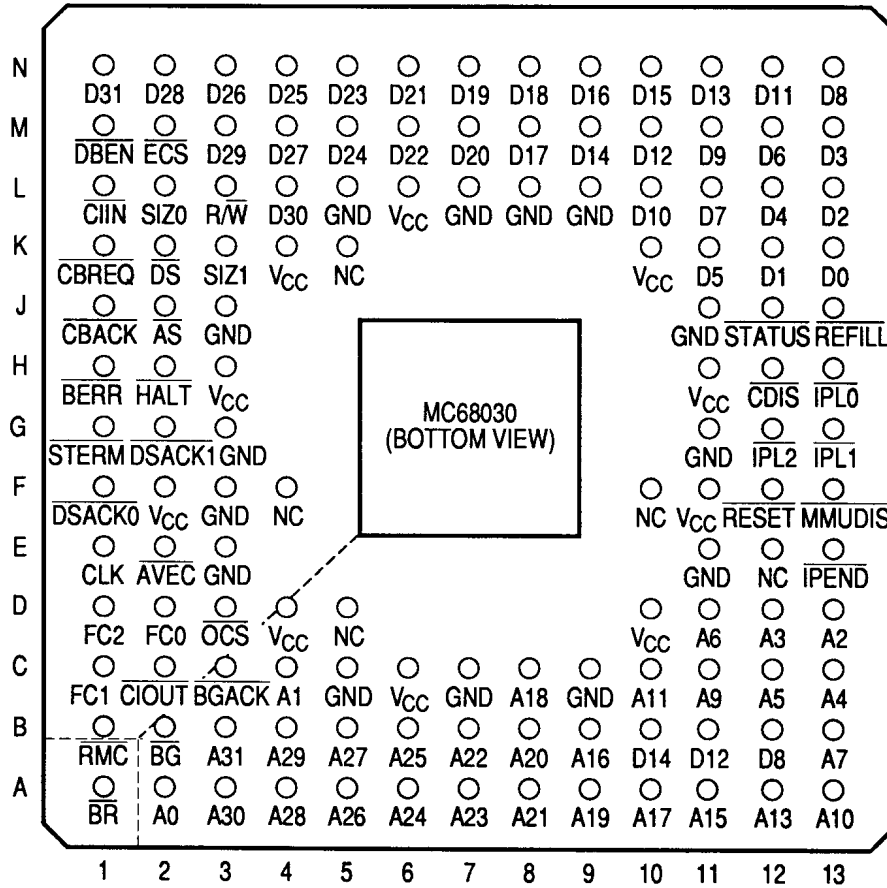 N
D31 D28 D26 D25 D23 D21 D19 D18 D16 D15 D13 D11 D8
M
DBEN ECS D29 D27 D24 D22 D20 D17 D14 D12 D9 D6 D3
L
CIIN SIZ0 R/W D30 GND VCC GND GND GND D10 D7 D4 D2
K
CBREQ DS SIZ1 VCC NC VCC D5 D1 D0
J
CBACK AS GND GND STATUS REFILL
H
BERR HALT VCC VCC CDIS IPL0
MC68030
(BOTTOM VIEW)
G
STERM DSACK1 GND GND IPL2 IPL1
F
DSACK0 VCC GND NC NC VCC RESET MMUDIS
E
CLK AVEC GND GND NC IPEND
D
FC2 FC0 OCS VCC NC VCC A6 A3 A2
C
FC1 CIOUT BGACK A1 GND VCC GND A18 GND A11 A9 A5 A4
B
RMC BG A31 A29 A27 A25 A22 A20 A16 D14 D12 D8 A7
A
BR A0 A30 A28 A26 A24 A23 A21 A19 A17 A15 A13 A10
1 2 3 4 5 6 7 8 9 10 11 12 13